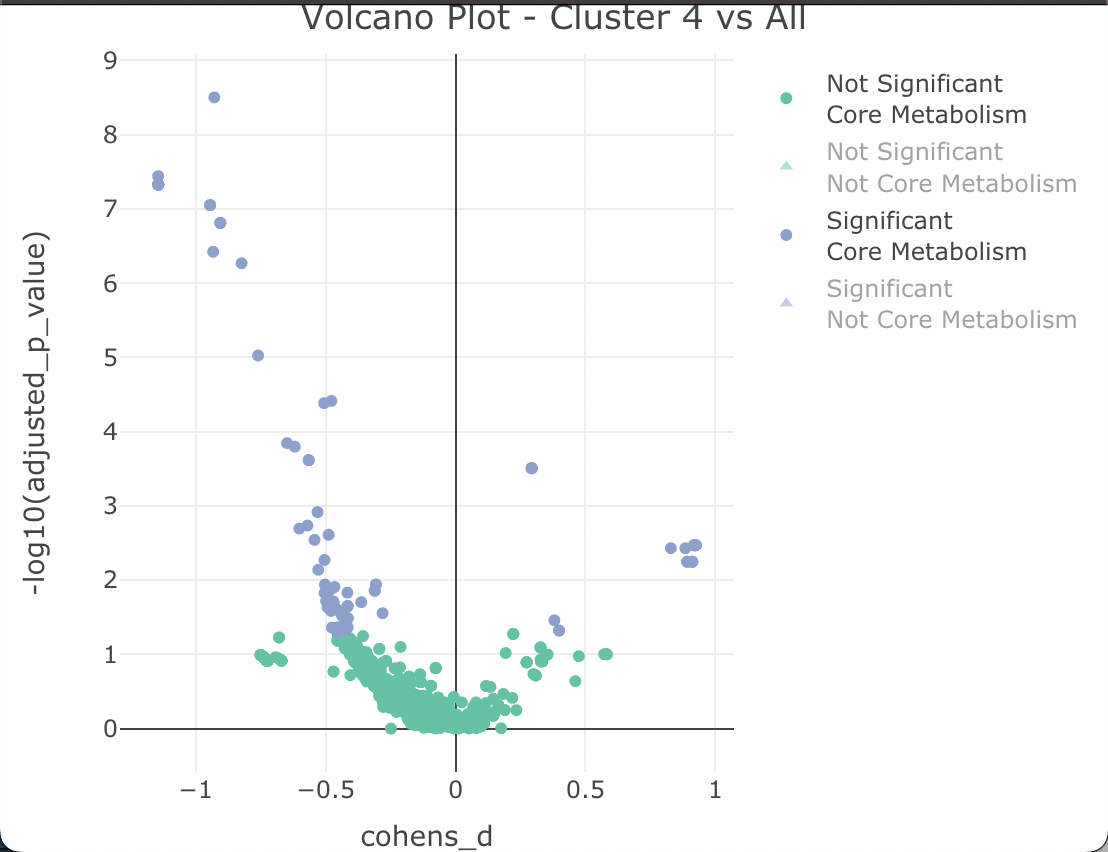 Volcano Plot - Cluster 4 vs All
9
8
7
6
5
4
3
2
1
0
-log10(adjusted_p_value)
−1
−0.5
0
0.5
1
cohens_d
Not Significant
Core Metabolism
Not Significant
Not Core Metabolism
Significant
Core Metabolism
Significant
Not Core Metabolism